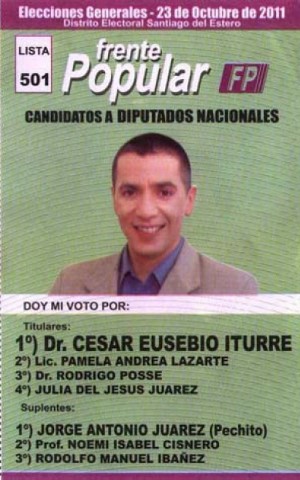 Elecciones Generales - 23 de Octubre de 2011
Distrito Electoral Santiago del Estero
LISTA
501
frente
Popular
FP
CANDIDATOS A DIPUTADOS NACIONALES
DOY MI VOTO POR:
Titulares:
1º) Dr. CESAR EUSEBIO ITURRE
2º) Lic. PAMELA ANDREA LAZARTE
3º) Dr. RODRIGO POSSE
4º) JULIA DEL JESUS JUAREZ
Suplentes:
1º) JORGE ANTONIO JUAREZ (Pechito)
2º) Prof. NOEMI ISABEL CISNERO
3º) RODOLFO MANUEL IBAÑEZ